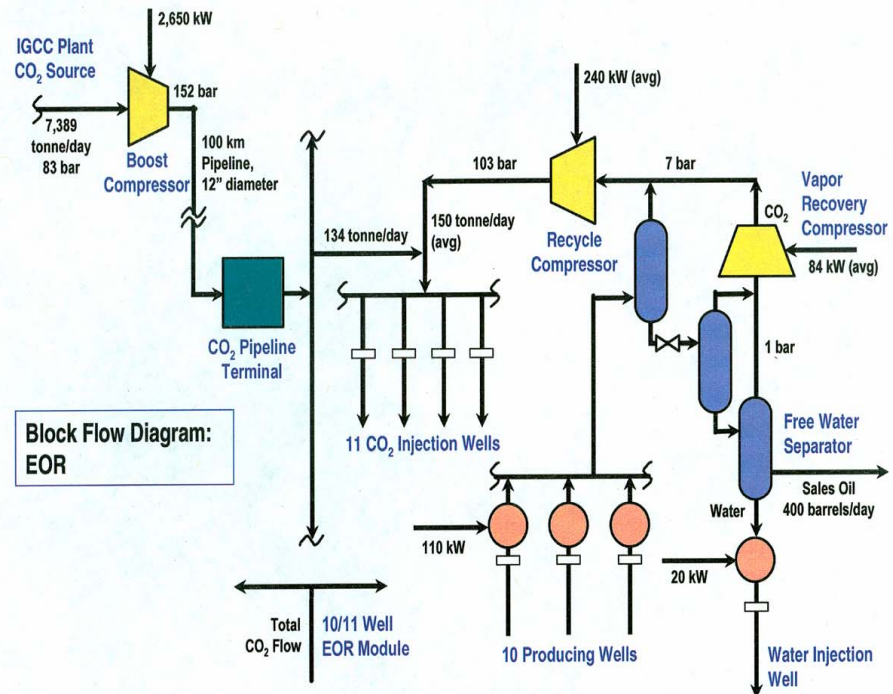 2,650 kW
IGCC Plant
CO₂ Source
152 bar
7,389
tonne/day
83 bar
Boost
Compressor
100 km
Pipeline,
12" diameter
CO₂ Pipeline
Terminal
134 tonne/day
103 bar
150 tonne/day
(avg)
240 kW (avg)
Recycle
Compressor
7 bar
Vapor
Recovery
Compressor
CO₂
84 kW (avg)
1 bar
11 CO₂ Injection Wells
Block Flow Diagram:
EOR
Free Water
Separator
Sales Oil
400 barrels/day
Water
110 kW
20 kW
10 Producing Wells
Water Injection
Well
Total
CO₂ Flow
10/11 Well
EOR Module